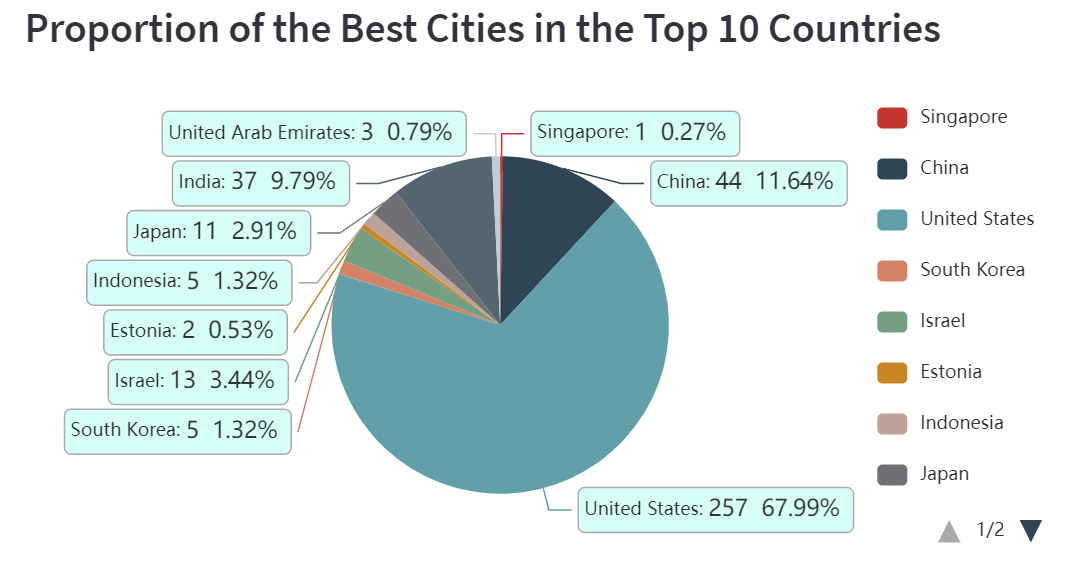 Proportion of the Best Cities in the Top 10 Countries
United Arab Emirates: 3 0.79%
Singapore: 1 0.27%
India: 37 9.79%
China: 44 11.64%
Japan: 11 2.91%
Indonesia: 5 1.32%
Estonia: 2 0.53%
Israel: 13 3.44%
South Korea: 5 1.32%
United States: 257 67.99%
Singapore
China
United States
South Korea
Israel
Estonia
Indonesia
Japan
1/2